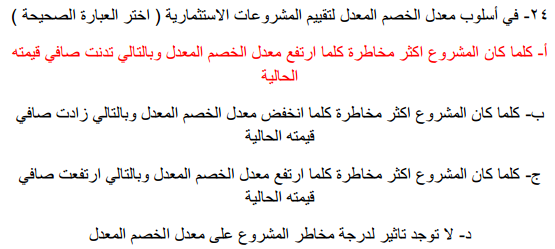 ٢٤- في أسلوب معدل الخصم المعدل لتقييم المشروعات الاستثمارية ( اختر العبارة الصحيحة )
أ- كلما كان المشروع اكثر مخاطرة كلما ارتفع معدل الخصم المعدل وبالتالي تدنت صافي قيمته
الحالية
ب- كلما كان المشروع اكثر مخاطرة كلما انخفض معدل الخصم المعدل وبالتالي زادت صافي
قيمته الحالية
ج- كلما كان المشروع اكثر مخاطرة كلما ارتفع معدل الخصم المعدل وبالتالي ارتفعت صافي
قيمته الحالية
د- لا توجد تاثير لدرجة مخاطر المشروع على معدل الخصم المعدل